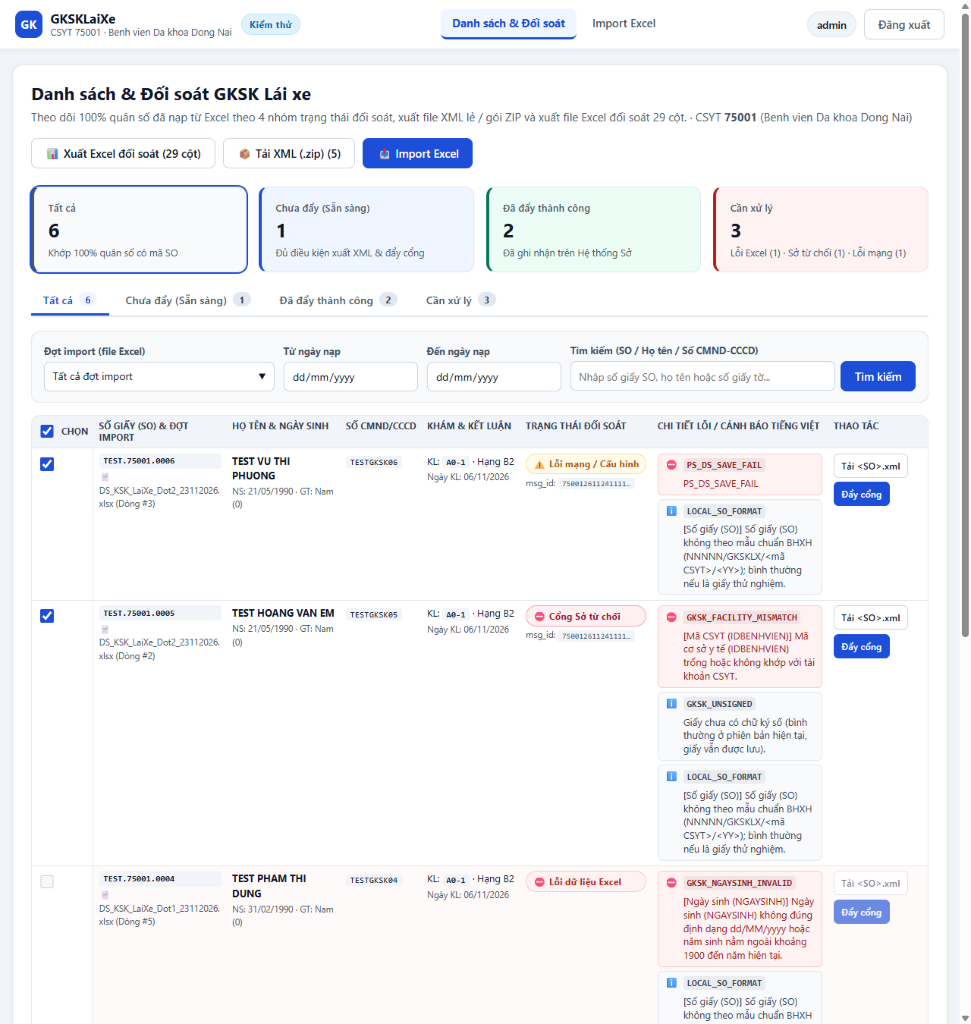 GK
GKSKLaiXe
CSYT 75001 · Benh vien Da khoa Dong Nai
Kiểm thử
Danh sách & Đối soát
Import Excel
admin
Đăng xuất
Danh sách & Đối soát GKSK Lái xe
Theo dõi 100% quân số đã nạp từ Excel theo 4 nhóm trạng thái đối soát, xuất file XML lẻ / gói ZIP và xuất file Excel đối soát 29 cột. · CSYT 75001 (Benh vien Da khoa Dong Nai)
Xuất Excel đối soát (29 cột)
Tải XML (.zip) (5)
Import Excel
Tất cả
6
Khớp 100% quân số có mã SO
Chưa đẩy (Sẵn sàng)
1
Đủ điều kiện xuất XML & đẩy cổng
Đã đẩy thành công
2
Đã ghi nhận trên Hệ thống Sở
Cần xử lý
3
Lỗi Excel (1) · Sở từ chối (1) · Lỗi mạng (1)
Tất cả 6
Chưa đẩy (Sẵn sàng) 1
Đã đẩy thành công 2
Cần xử lý 3
Đợt import (file Excel)
Tất cả đợt import
Từ ngày nạp
dd/mm/yyyy
Đến ngày nạp
dd/mm/yyyy
Tìm kiếm (SO / Họ tên / Số CMND-CCCD)
Nhập số giấy SO, họ tên hoặc số giấy tờ...
Tìm kiếm
CHỌN
SỐ GIẤY (SO) & ĐỢT
IMPORT
HỌ TÊN & NGÀY SINH
SỐ CMND/CCCD
KHÁM & KẾT LUẬN
TRẠNG THÁI ĐỐI SOÁT
CHI TIẾT LỖI / CẢNH BÁO TIẾNG VIỆT
THAO TÁC
TEST.75001.0006
DS_KSK_LaiXe_Dot2_23112026.
xlsx (Dòng #3)
TEST VU THI
PHUONG
NS: 21/05/1990 · GT: Nam
(0)
TESTGKSK06
KL: A0-1 · Hạng B2
Ngày KL: 06/11/2026
Lỗi mạng / Cấu hình
msg_id: 750012611241111…
PS_DS_SAVE_FAIL
PS_DS_SAVE_FAIL
LOCAL_SO_FORMAT
[Số giấy (SO)] Số giấy (SO)
không theo mẫu chuẩn BHXH
(NNNNN/GKSKLX/<mã
CSYT>/<YY>); bình thường
nếu là giấy thử nghiệm.
Tải <SO>.xml
Đẩy cổng
TEST.75001.0005
DS_KSK_LaiXe_Dot2_23112026.
xlsx (Dòng #2)
TEST HOANG VAN EM
NS: 21/05/1990 · GT: Nam
(0)
TESTGKSK05
KL: A0-1 · Hạng B2
Ngày KL: 06/11/2026
Cổng Sở từ chối
msg_id: 750012611241111…
GKSK_FACILITY_MISMATCH
[Mã CSYT (IDBENHVIEN)] Mã
cơ sở y tế (IDBENHVIEN)
trống hoặc không khớp với tài
khoản CSYT.
GKSK_UNSIGNED
Giấy chưa có chữ ký số (bình
thường ở phiên bản hiện tại,
giấy vẫn được lưu).
LOCAL_SO_FORMAT
[Số giấy (SO)] Số giấy (SO)
không theo mẫu chuẩn BHXH
(NNNNN/GKSKLX/<mã
CSYT>/<YY>); bình thường
nếu là giấy thử nghiệm.
Tải <SO>.xml
Đẩy cổng
TEST.75001.0004
DS_KSK_LaiXe_Dot1_23112026.
xlsx (Dòng #5)
TEST PHAM THI
DUNG
NS: 31/02/1990 · GT: Nam
(0)
TESTGKSK04
KL: A0-1 · Hạng B2
Ngày KL: 06/11/2026
Lỗi dữ liệu Excel
GKSK_NGAYSINH_INVALID
[Ngày sinh (NGAYSINH)] Ngày
sinh (NGAYSINH) không đúng
định dạng dd/MM/yyyy hoặc
năm sinh nằm ngoài khoảng
1900 đến năm hiện tại.
LOCAL_SO_FORMAT
[Số giấy (SO)] Số giấy (SO)
không theo mẫu chuẩn BHXH
Tải <SO>.xml
Đẩy cổng